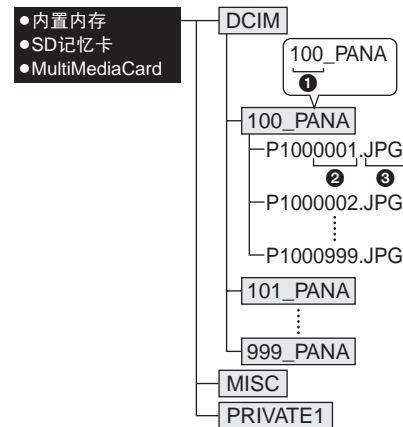 ●内置内存
●SD记忆卡
●MultiMediaCard
DCIM
100_PANA
❶
100_PANA
P1000001.JPG
❷ ❸
P1000002.JPG
P1000999.JPG
101_PANA
999_PANA
MISC
PRIVATE1